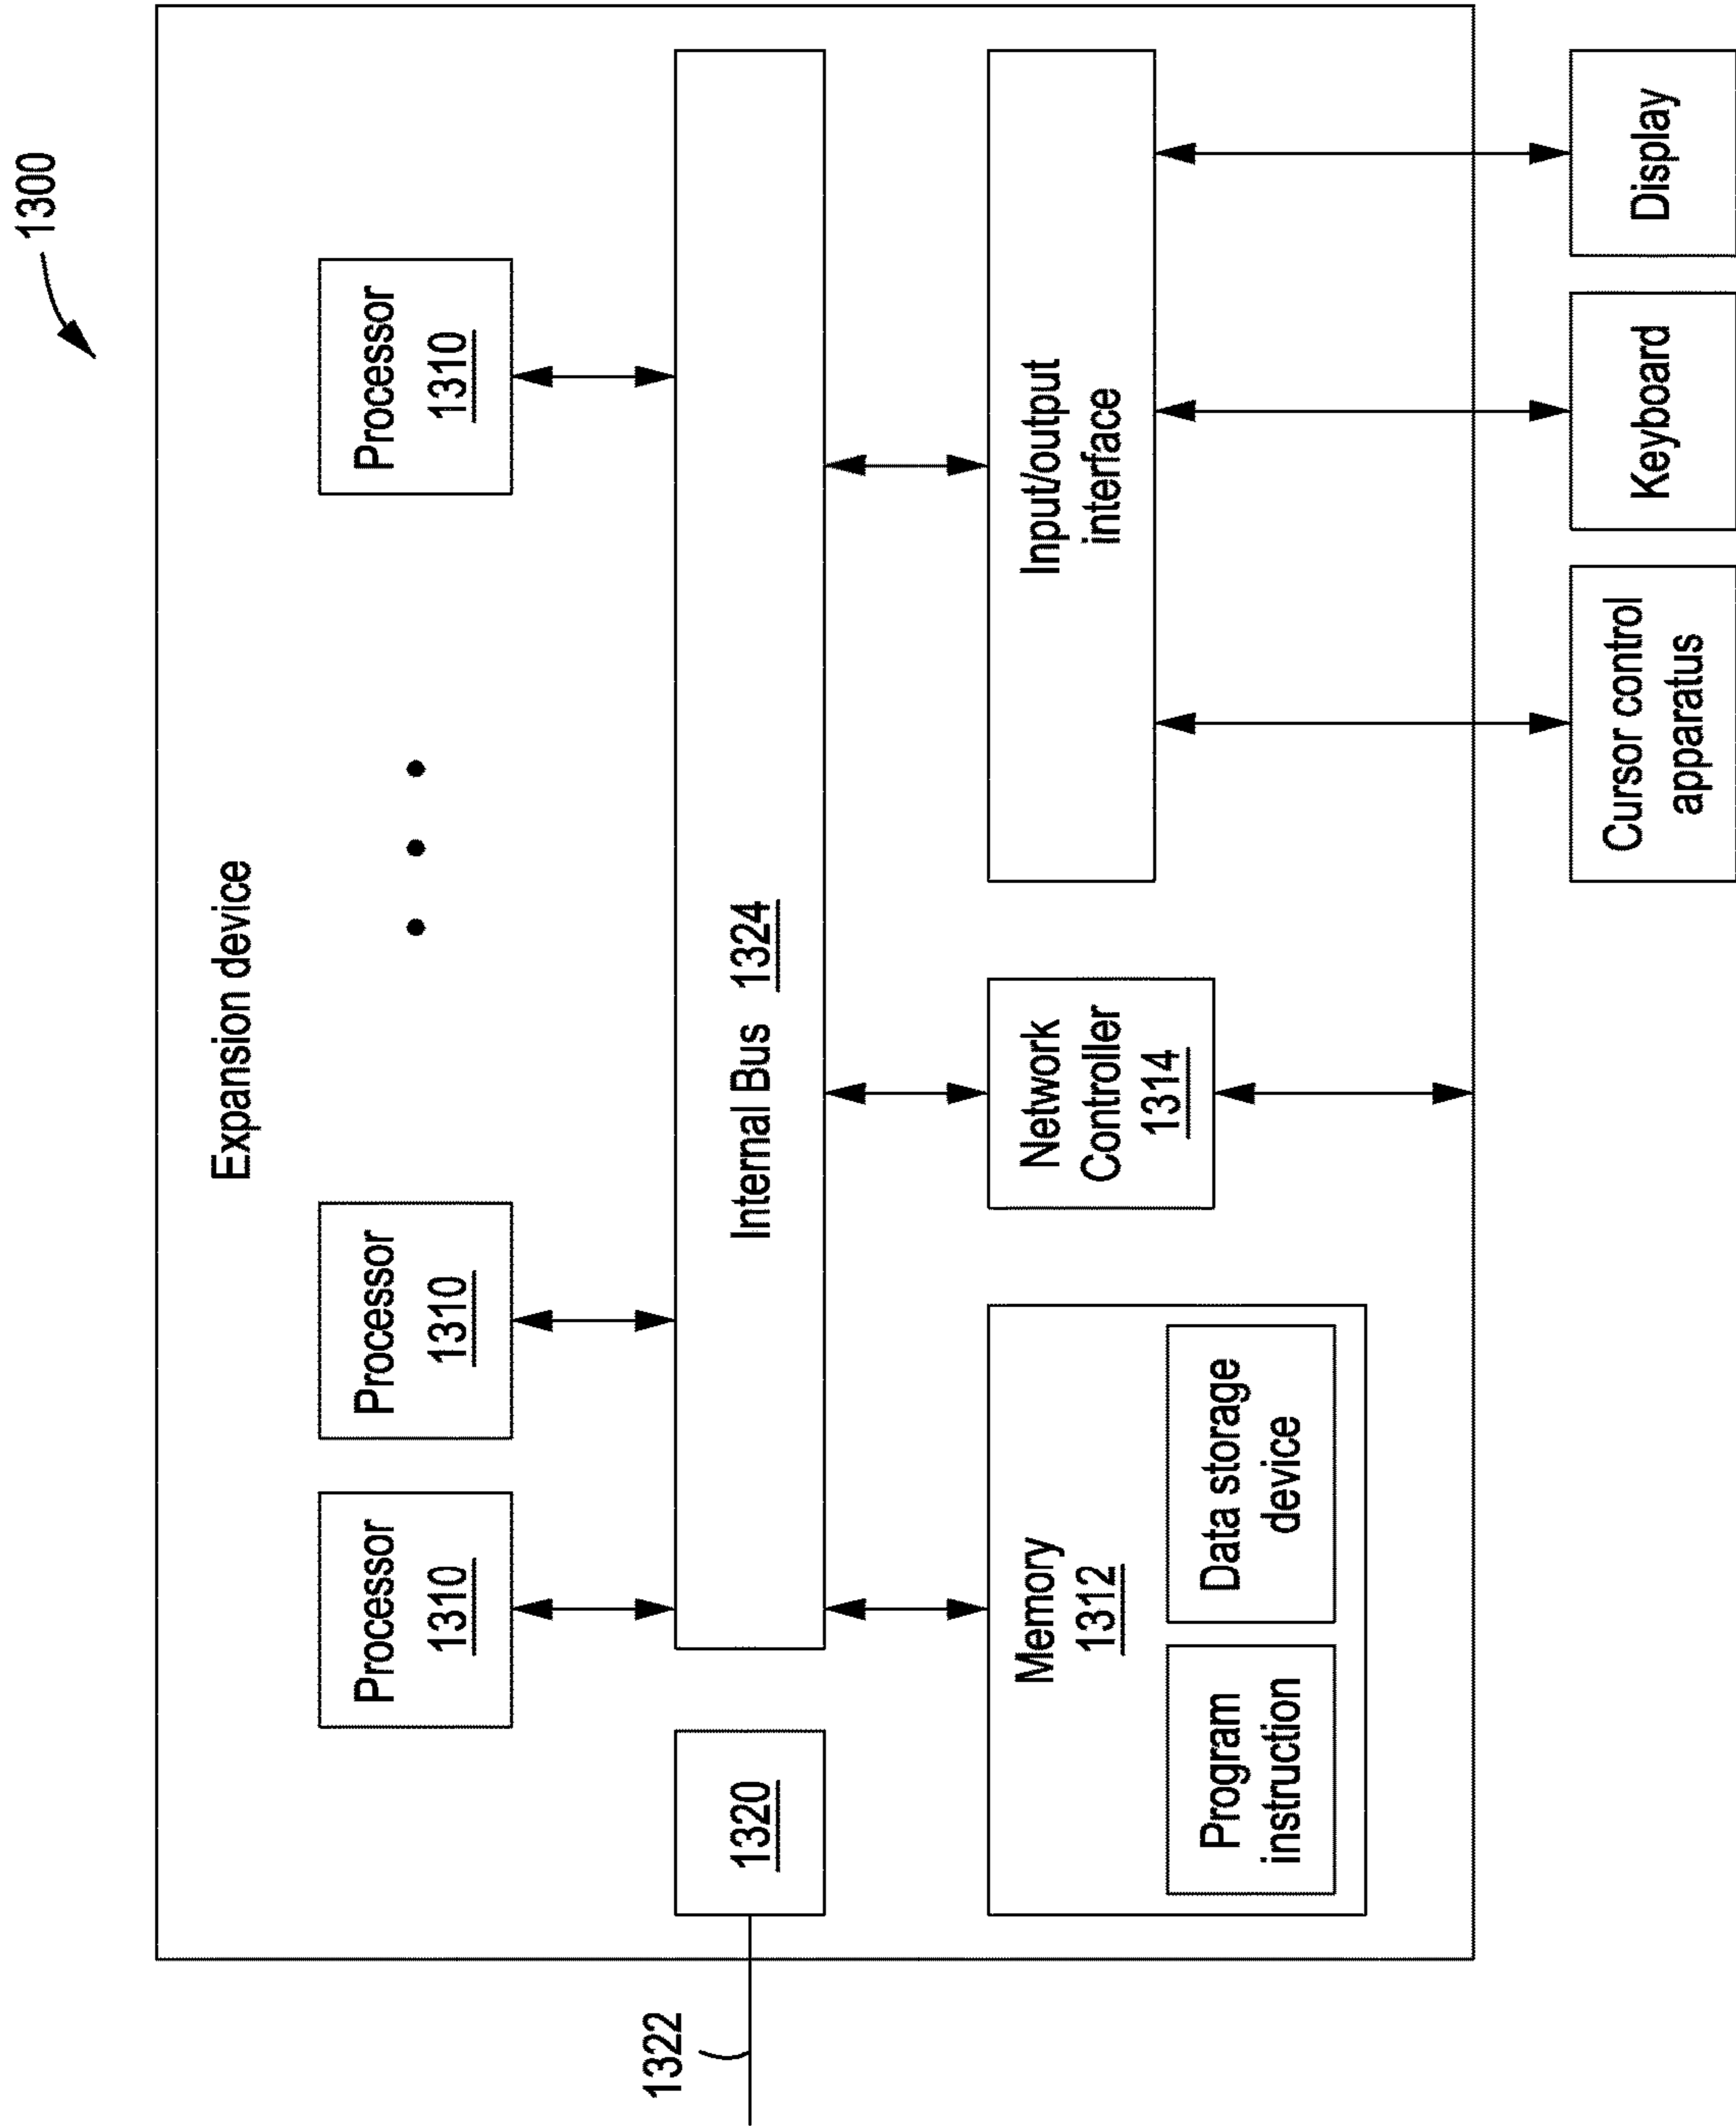 1300
Expansion device
Processor
1310
Processor
1310
Processor
1310
1322
1320
Internal Bus 1324
Memory
1312
Program
instruction
Data storage
device
Network
Controller
1314
Input/output
interface
Cursor control
apparatus
Keyboard
Display